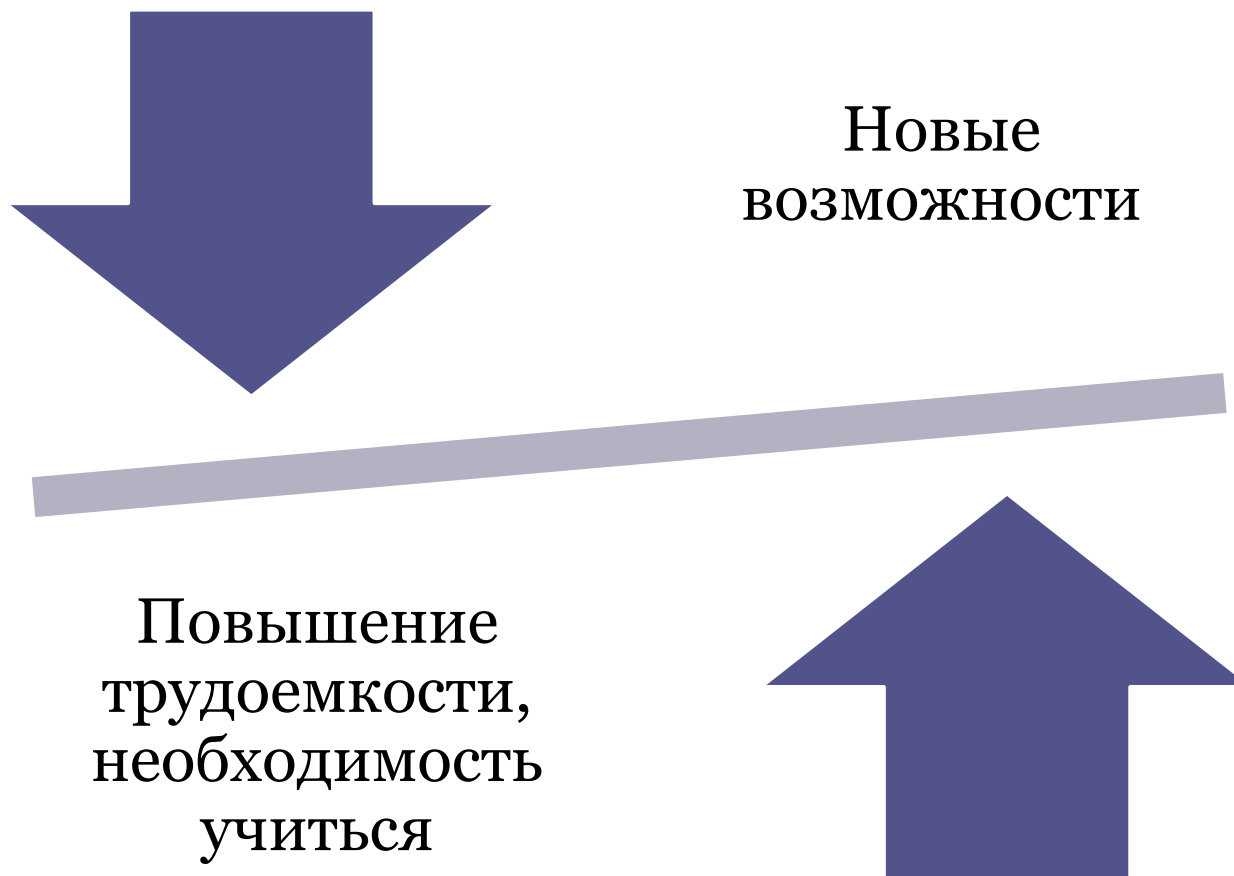 Новые
возможности
Повышение
трудоемкости,
необходимость
учиться